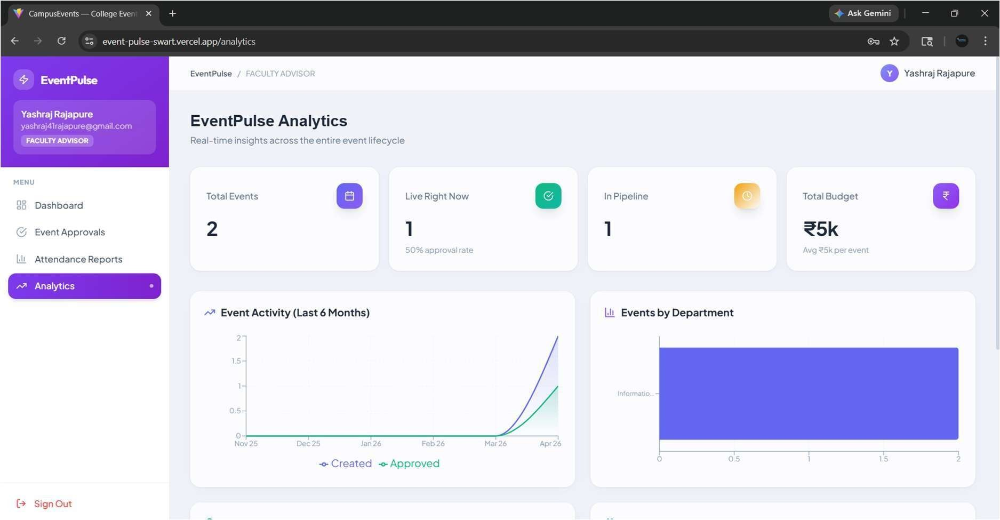 CampusEvents — College Even
Ask Gemini
event-pulse-swart.vercel.app/analytics
EventPulse
Yashraj Rajapure
yashraj41rajapure@gmail.com
FACULTY ADVISOR
MENU
Dashboard
Event Approvals
Attendance Reports
Analytics
Sign Out
EventPulse / FACULTY ADVISOR
Y Yashraj Rajapure
EventPulse Analytics
Real-time insights across the entire event lifecycle
Total Events
2
Live Right Now
1
50% approval rate
In Pipeline
1
Total Budget
₹
₹5k
Avg ₹5k per event
Event Activity (Last 6 Months)
2
1.5
1
0.5
0
Nov 25 Dec 25 Jan 26 Feb 26 Mar 26 Apr 26
Created Approved
Events by Department
Informatio...
0 0.5 1 1.5 2